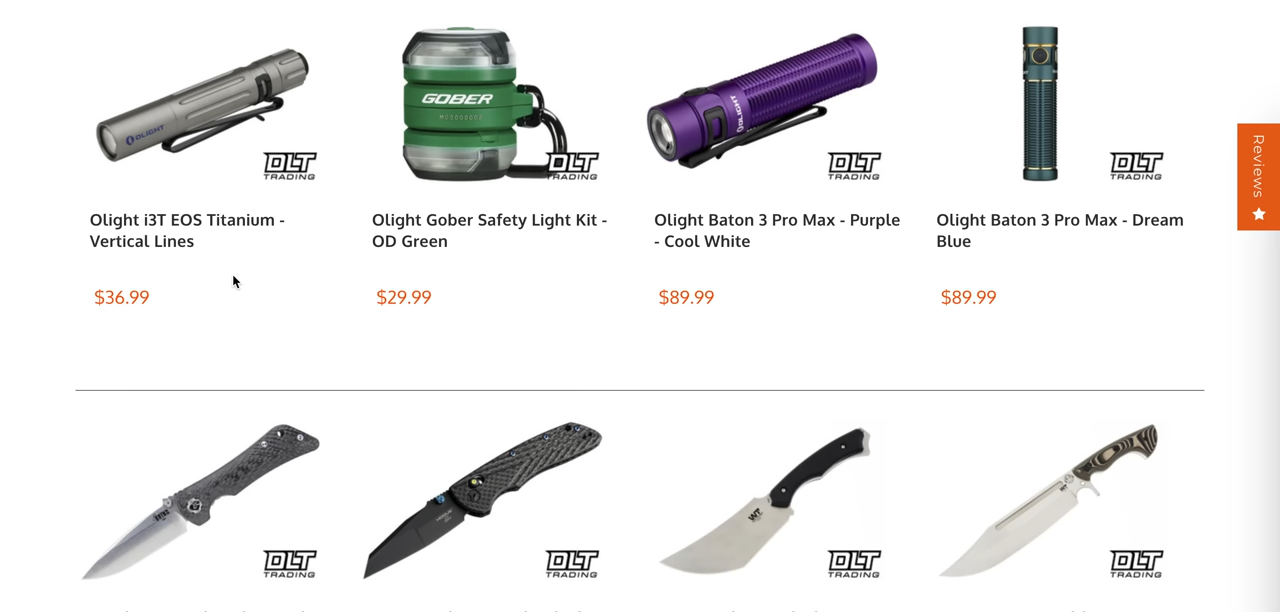 OLIGHT
GOBER
OLIGHT
DLT
TRADING
DLT
TRADING
DLT
TRADING
DLT
TRADING
Reviews
Olight i3T EOS Titanium -
Vertical Lines
Olight Gober Safety Light Kit -
OD Green
Olight Baton 3 Pro Max - Purple
- Cool White
Olight Baton 3 Pro Max - Dream
Blue
$36.99
$29.99
$89.99
$89.99
WT
DLT
TRADING
DLT
TRADING
DLT
TRADING
DLT
TRADING